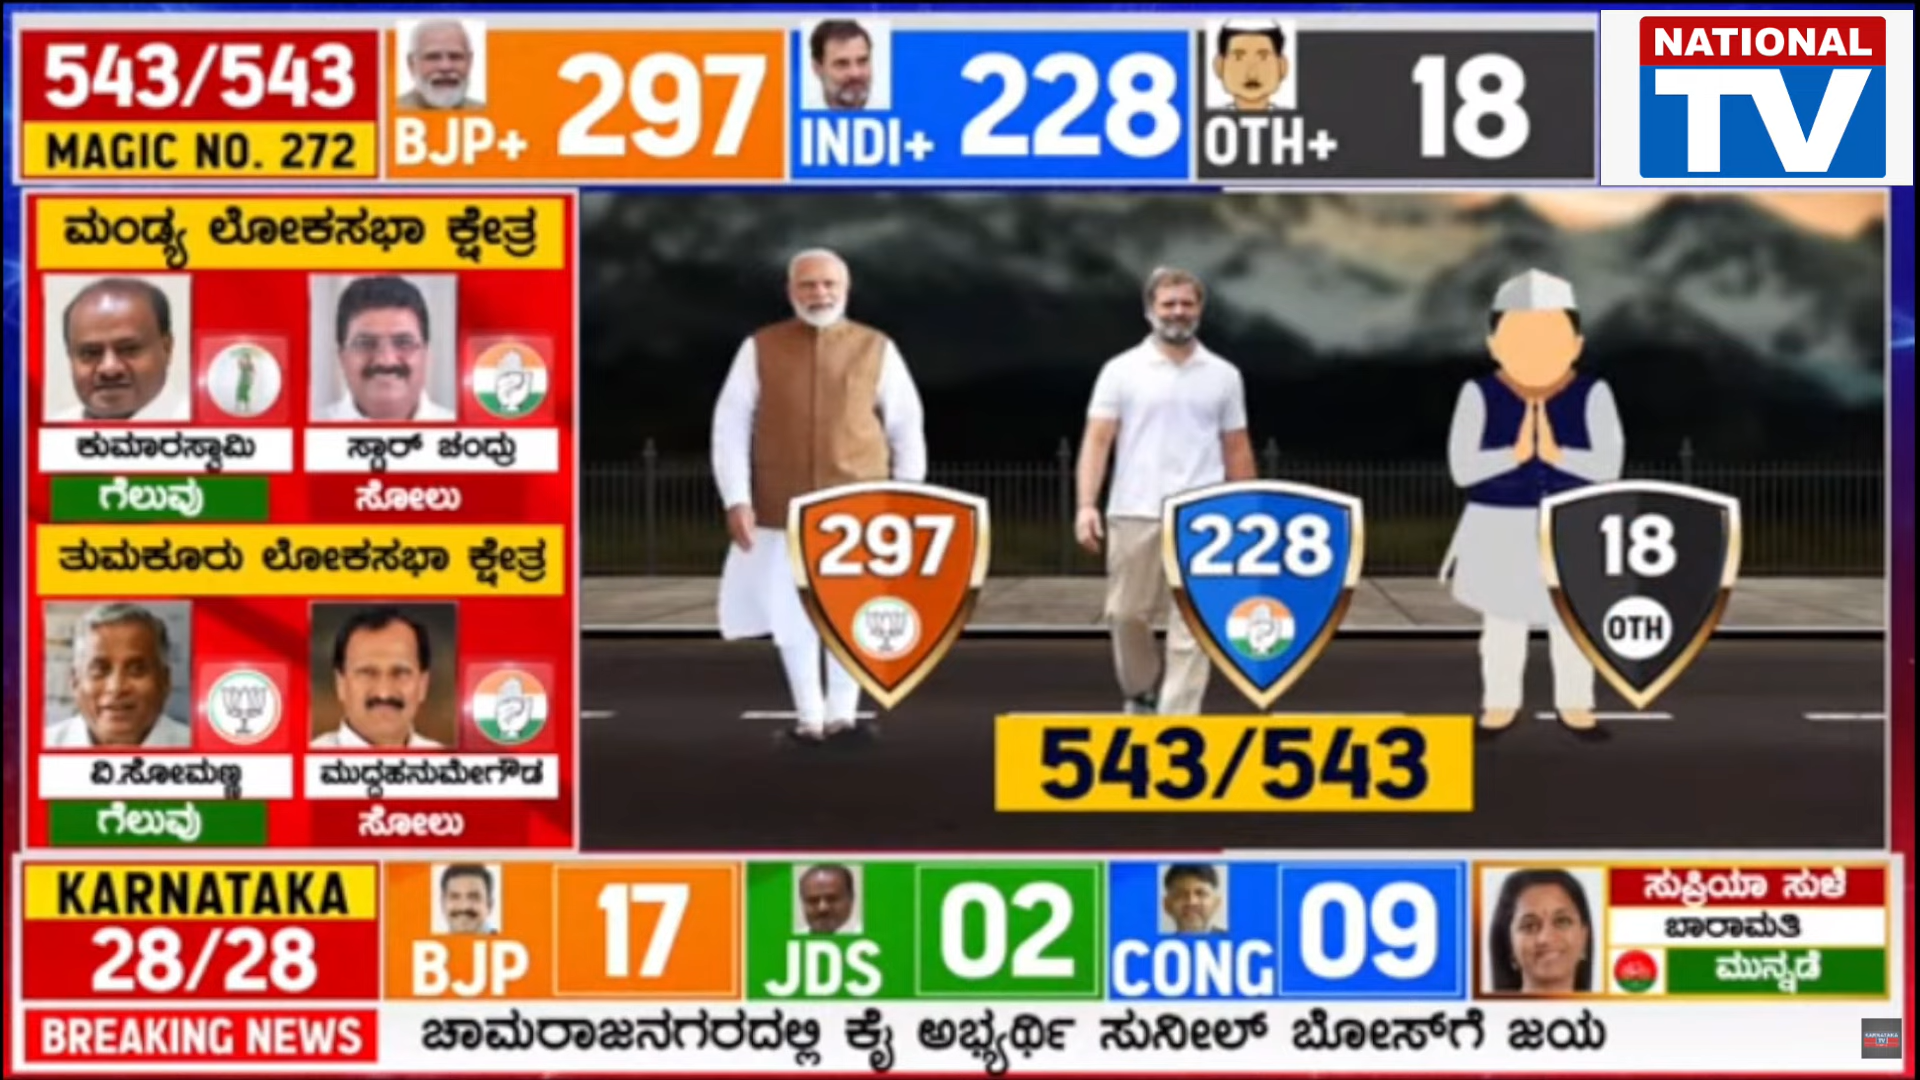 543/543
MAGIC NO. 272
BJP+ 297
INDI+ 228
OTH+ 18
NATIONAL
TV
ಮಂಡ್ಯ ಲೋಕಸಭಾ ಕ್ಷೇತ್ರ
ಕುಮಾರಸ್ವಾಮಿ
ಸ್ಟಾರ್ ಚಂದ್ರು
ಗೆಲುವು
ಸೋಲು
ತುಮಕೂರು ಲೋಕಸಭಾ ಕ್ಷೇತ್ರ
ವಿ.ಸೋಮಣ್ಣ
ಮುದ್ದಹನುಮೇಗೌಡ
ಗೆಲುವು
ಸೋಲು
297
228
18
OTH
543/543
KARNATAKA
28/28
BJP 17
JDS 02
CONG 09
ಸುಪ್ರಿಯಾ ಸುಳೆ
ಬಾರಾಮತಿ
ಮುನ್ನಡೆ
BREAKING NEWS
ಚಾಮರಾಜನಗರದಲ್ಲಿ ಕೈ ಅಭ್ಯರ್ಥಿ ಸುನೀಲ್ ಬೋಸ್‌ಗೆ ಜಯ
KARNATAKA
TV